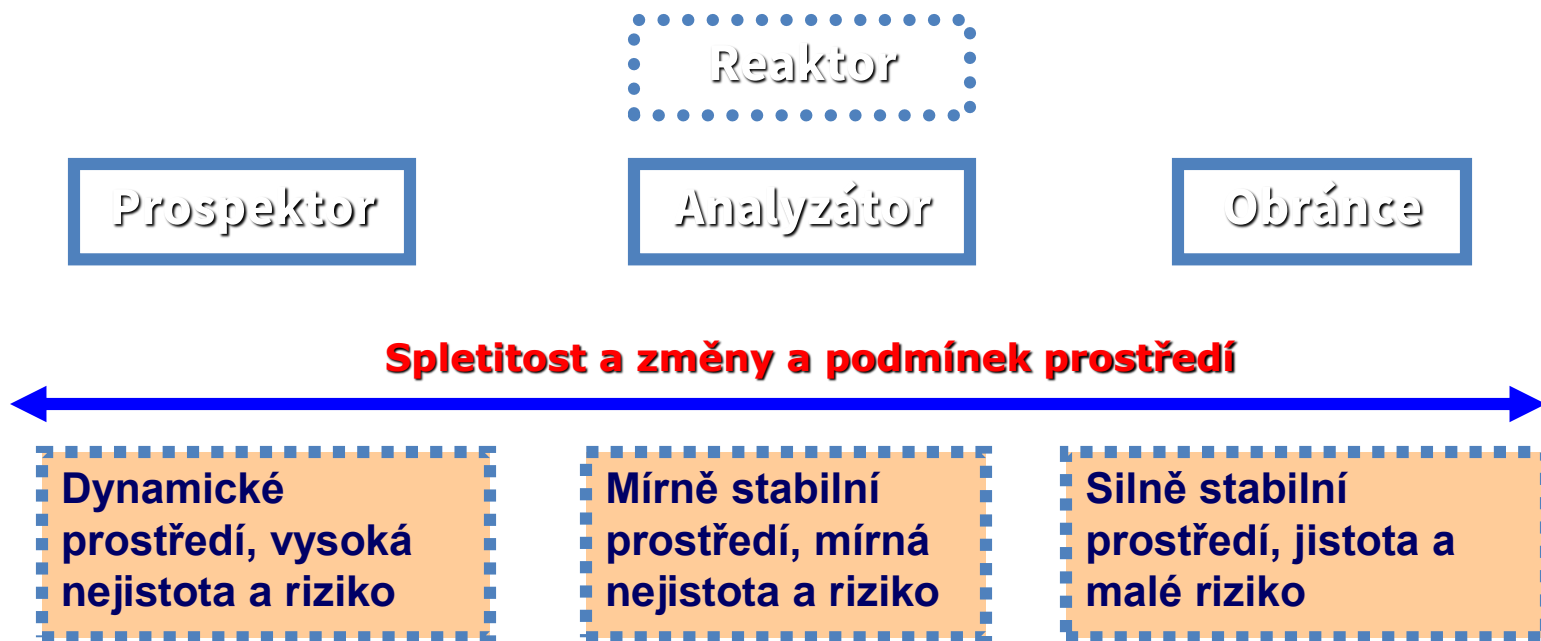 Reaktor
Prospektor
Analyzátor
Obránce
Spletitost a změny a podmínek prostředí
Dynamické
prostředí, vysoká
nejistota a riziko
Mírně stabilní
prostředí, mírná
nejistota a riziko
Silně stabilní
prostředí, jistota a
malé riziko